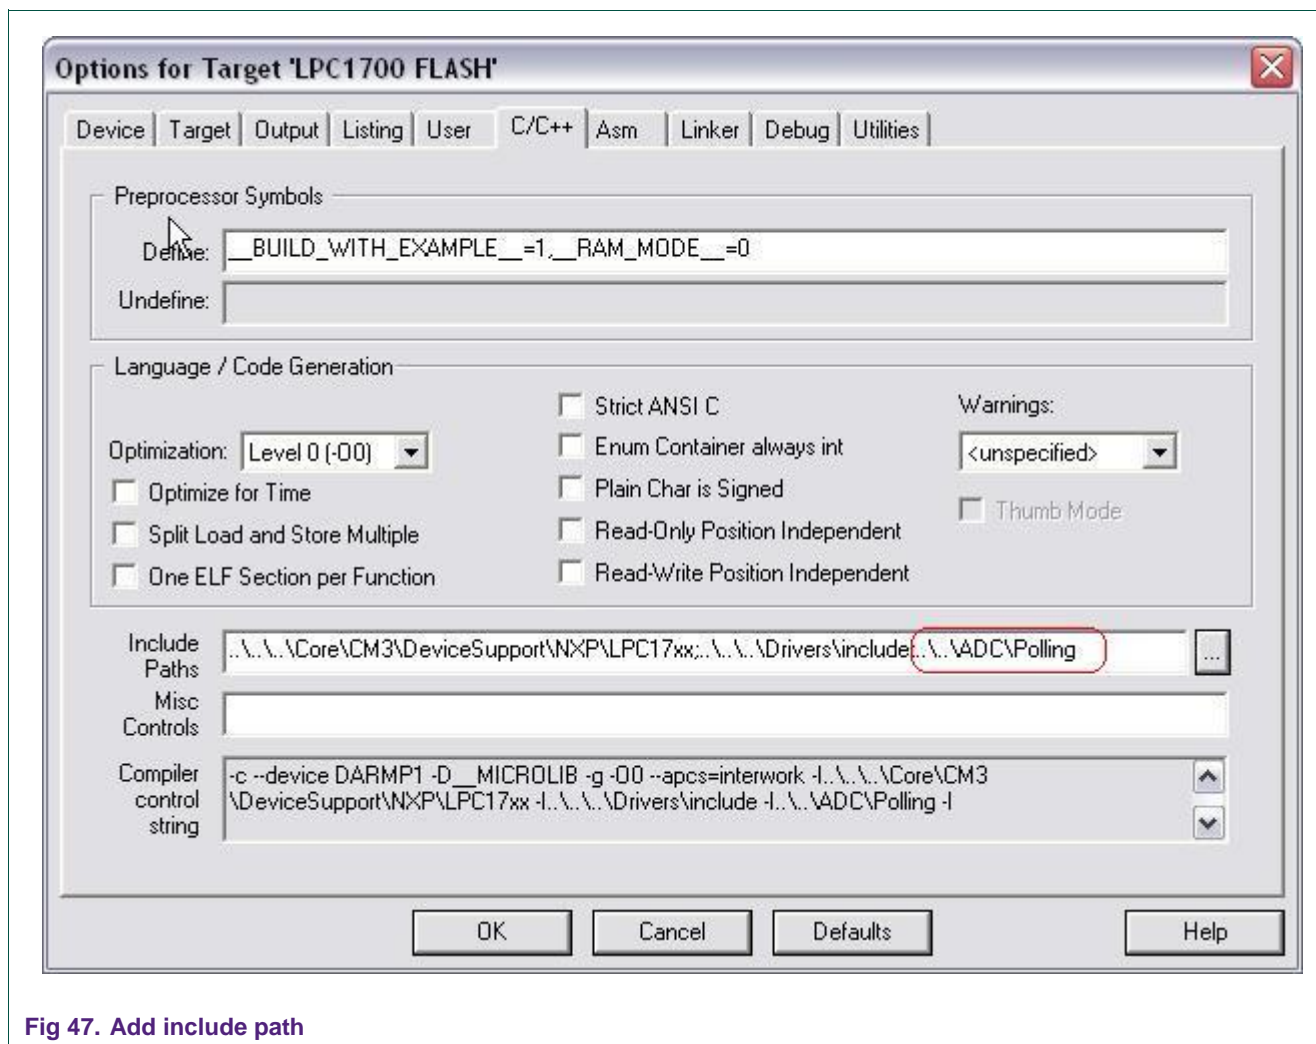 Options for Target 'LPC1700 FLASH'
Device Target Output Listing User C/C++ Asm Linker Debug Utilities
Preprocessor Symbols
Define: __BUILD_WITH_EXAMPLE__=1,__RAM_MODE__=0
Undefine:
Language / Code Generation
Strict ANSI C
Warnings:
Optimization: Level 0 (-O0)
Enum Container always int
<unspecified>
Optimize for Time
Plain Char is Signed
Thumb Mode
Split Load and Store Multiple
Read-Only Position Independent
One ELF Section per Function
Read-Write Position Independent
Include Paths
..\..\..\Core\CM3\DeviceSupport\NXP\LPC17xx;..\..\..\Drivers\include;..\..\ADC\Polling
...
Misc Controls
Compiler control string
-c --device DARMP1 -D__MICROLIB -g -O0 --apcs=interwork -I..\..\..\Core\CM3
\DeviceSupport\NXP\LPC17xx -I..\..\..\Drivers\include -I..\..\ADC\Polling -I
OK Cancel Defaults Help
Fig 47. Add include path